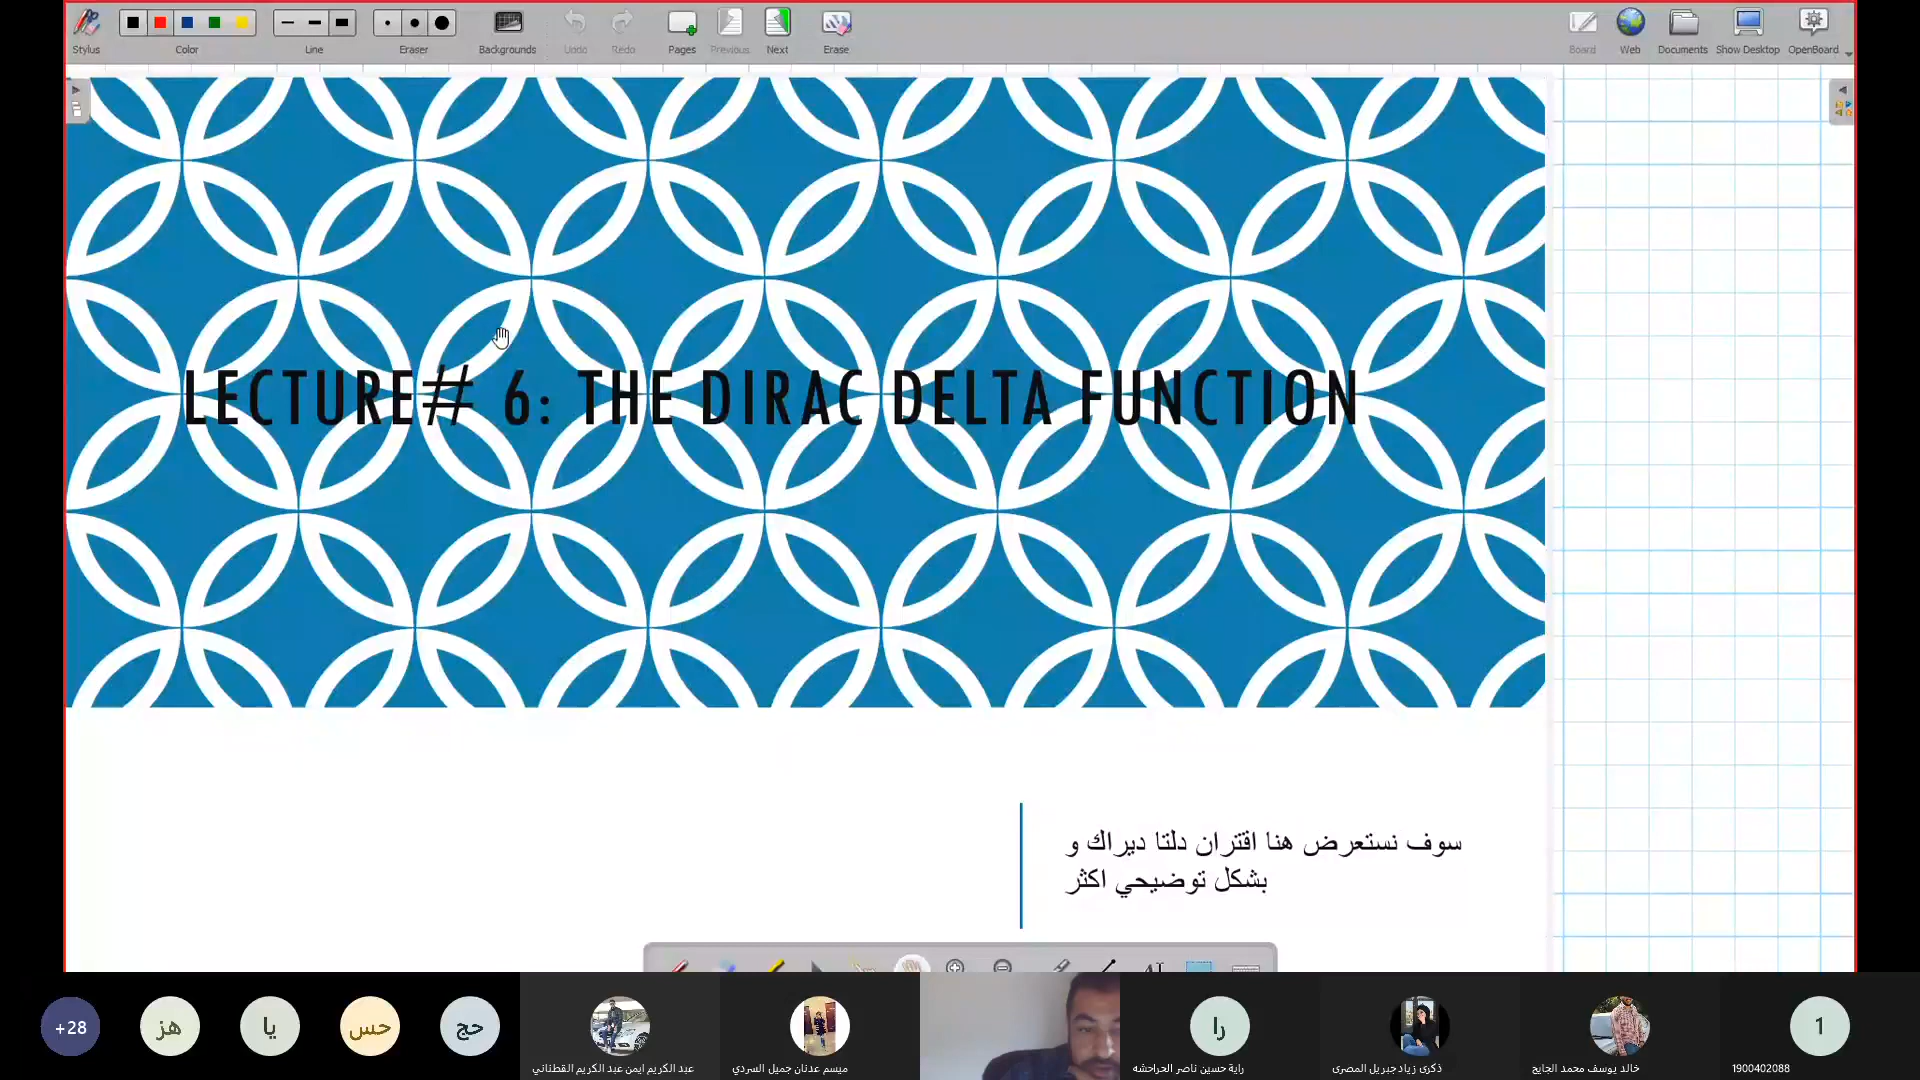 Stylus
Color
Line
Eraser
Backgrounds
Undo
Redo
Pages
Previous
Next
Erase
Board
Web
Documents
Show Desktop
OpenBoard
LECTURE# 6: THE DIRAC DELTA FUNCTION
سوف نستعرض هنا اقتران دلتا ديراك و
بشكل توضيحي اكثر
+28
هز
يا
حس
حج
را
1
عبد الكريم ايمن عبد الكريم القطناني
ميسم عدنان جميل السردي
راية حسين ناصر الحراحشه
ذكرى زياد جبريل المصرى
خالد يوسف محمد الجايح
1900402088